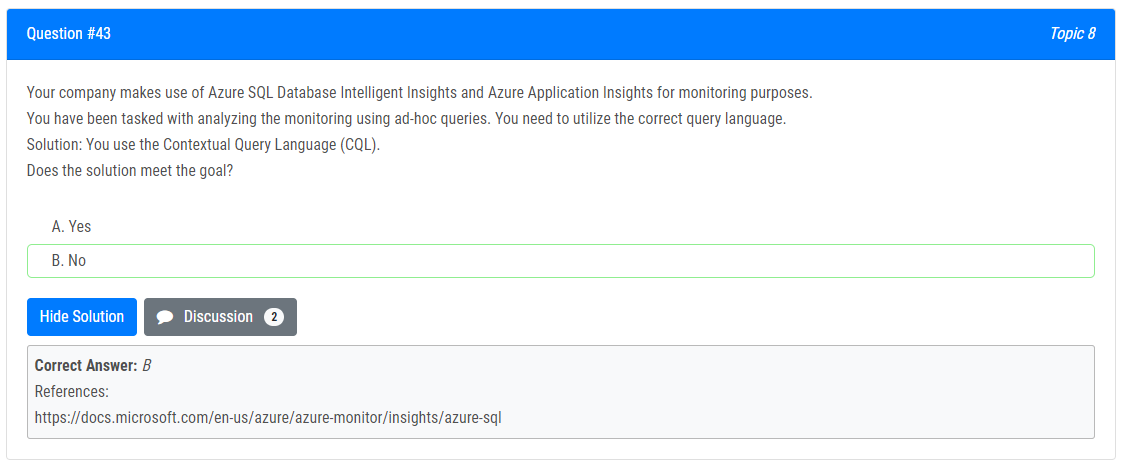 Question #43 Topic 8
Your company makes use of Azure SQL Database Intelligent Insights and Azure Application Insights for monitoring purposes.
You have been tasked with analyzing the monitoring using ad-hoc queries. You need to utilize the correct query language.
Solution: You use the Contextual Query Language (CQL).
Does the solution meet the goal?
A. Yes
B. No
Hide Solution Discussion 2
Correct Answer: B
References:
https://docs.microsoft.com/en-us/azure/azure-monitor/insights/azure-sql